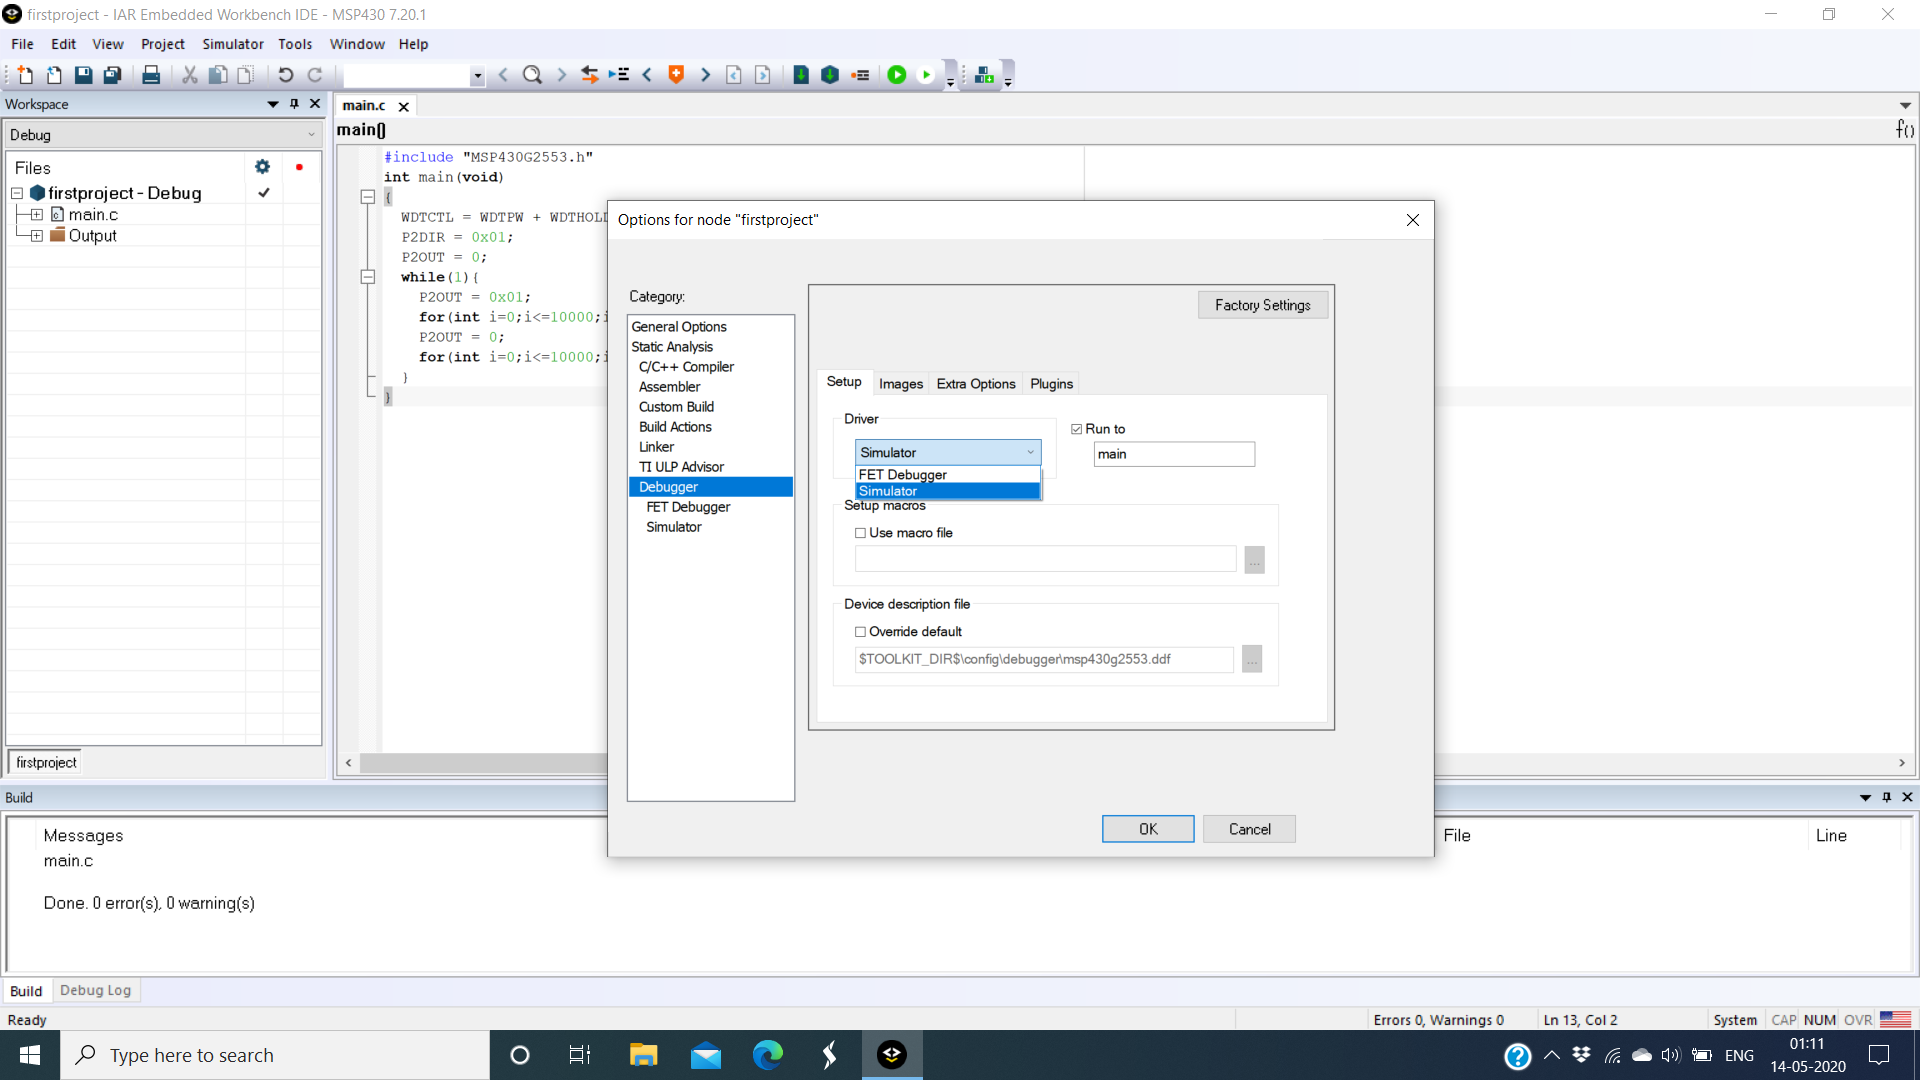 firstproject - IAR Embedded Workbench IDE - MSP430 7.20.1
File Edit View Project Simulator Tools Window Help
Workspace
main.c
Debug
main()
f()
Files
firstproject - Debug
main.c
Output
#include "MSP430G2553.h"
int main(void)
{
WDTCTL = WDTPW + WDTHOLD
P2DIR = 0x01;
P2OUT = 0;
while(1){
P2OUT = 0x01;
for(int i=0;i<=10000;i
P2OUT = 0;
for(int i=0;i<=10000;i
}
}
Options for node "firstproject"
Category:
Factory Settings
General Options
Static Analysis
C/C++ Compiler
Assembler
Custom Build
Build Actions
Linker
TI ULP Advisor
Debugger
FET Debugger
Simulator
Setup Images Extra Options Plugins
Driver
Simulator
FET Debugger
Simulator
Run to
main
Setup macros
Use macro file
...
Device description file
Override default
$TOOLKIT_DIR$\config\debugger\msp430g2553.ddf
...
OK Cancel
firstproject
Build
Messages File Line
main.c
Done. 0 error(s), 0 warning(s)
Build Debug Log
Ready Errors 0, Warnings 0 Ln 13, Col 2 System CAP NUM OVR
Type here to search
ENG
01:11
14-05-2020